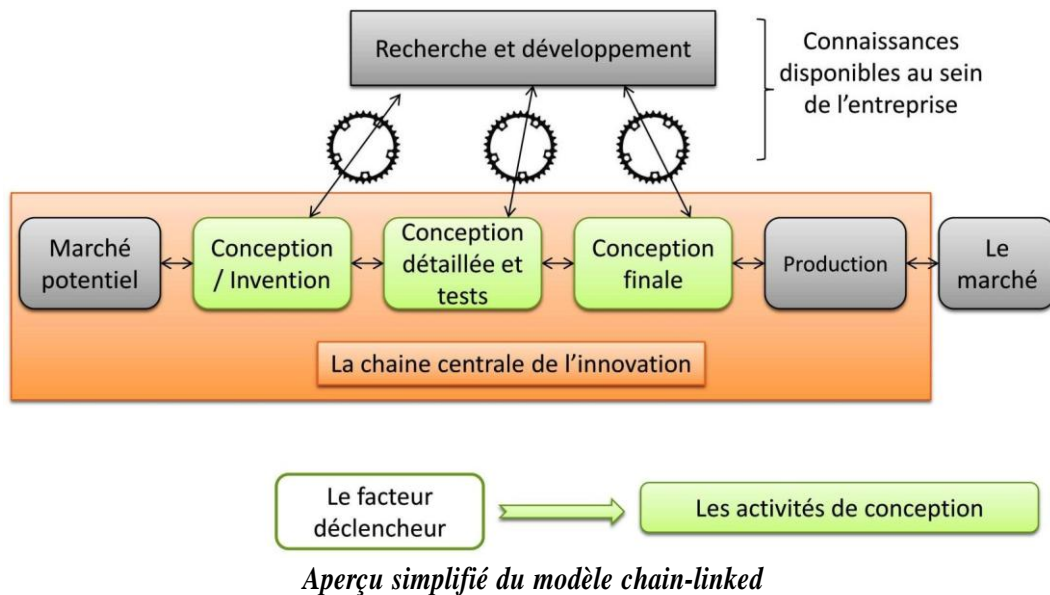 Recherche et développement
Connaissances
disponibles au sein
de l'entreprise
Marché
potentiel
Conception
/ Invention
Conception
détaillée et
tests
Conception
finale
Production
Le
marché
La chaine centrale de l'innovation
Le facteur
déclencheur
Les activités de conception
Aperçu simplifié du modèle chain-linked